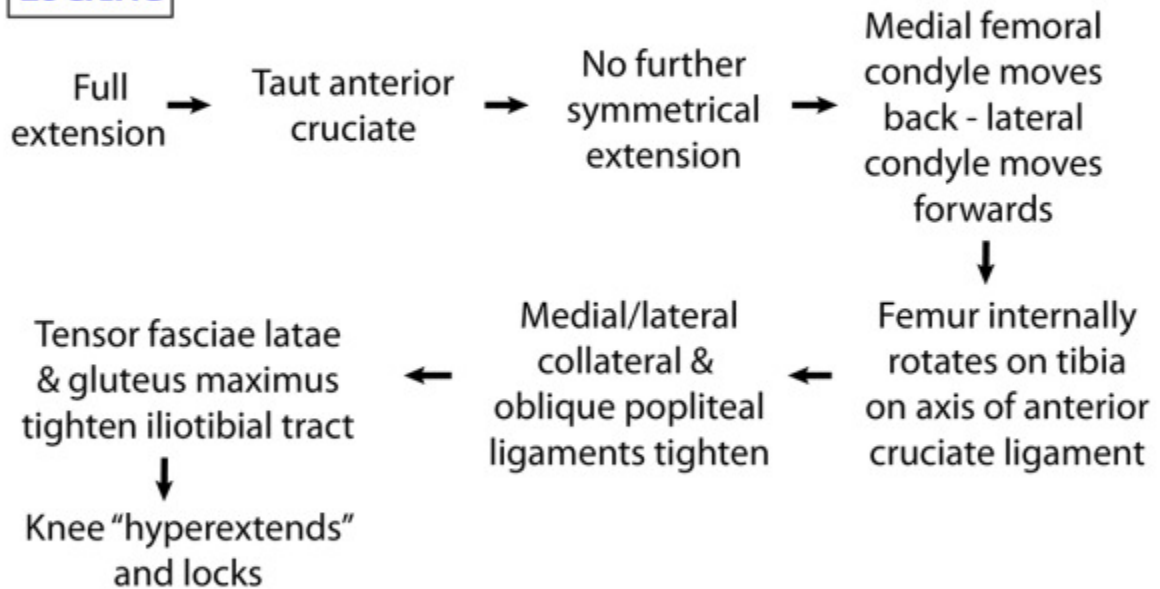 Full
extension
Taut anterior
cruciate
No further
symmetrical
extension
Medial femoral
condyle moves
back - lateral
condyle moves
forwards
Femur internally
rotates on tibia
on axis of anterior
cruciate ligament
Medial/lateral
collateral &
oblique popliteal
ligaments tighten
Tensor fasciae latae
& gluteus maximus
tighten iliotibial tract
Knee “hyperextends”
and locks